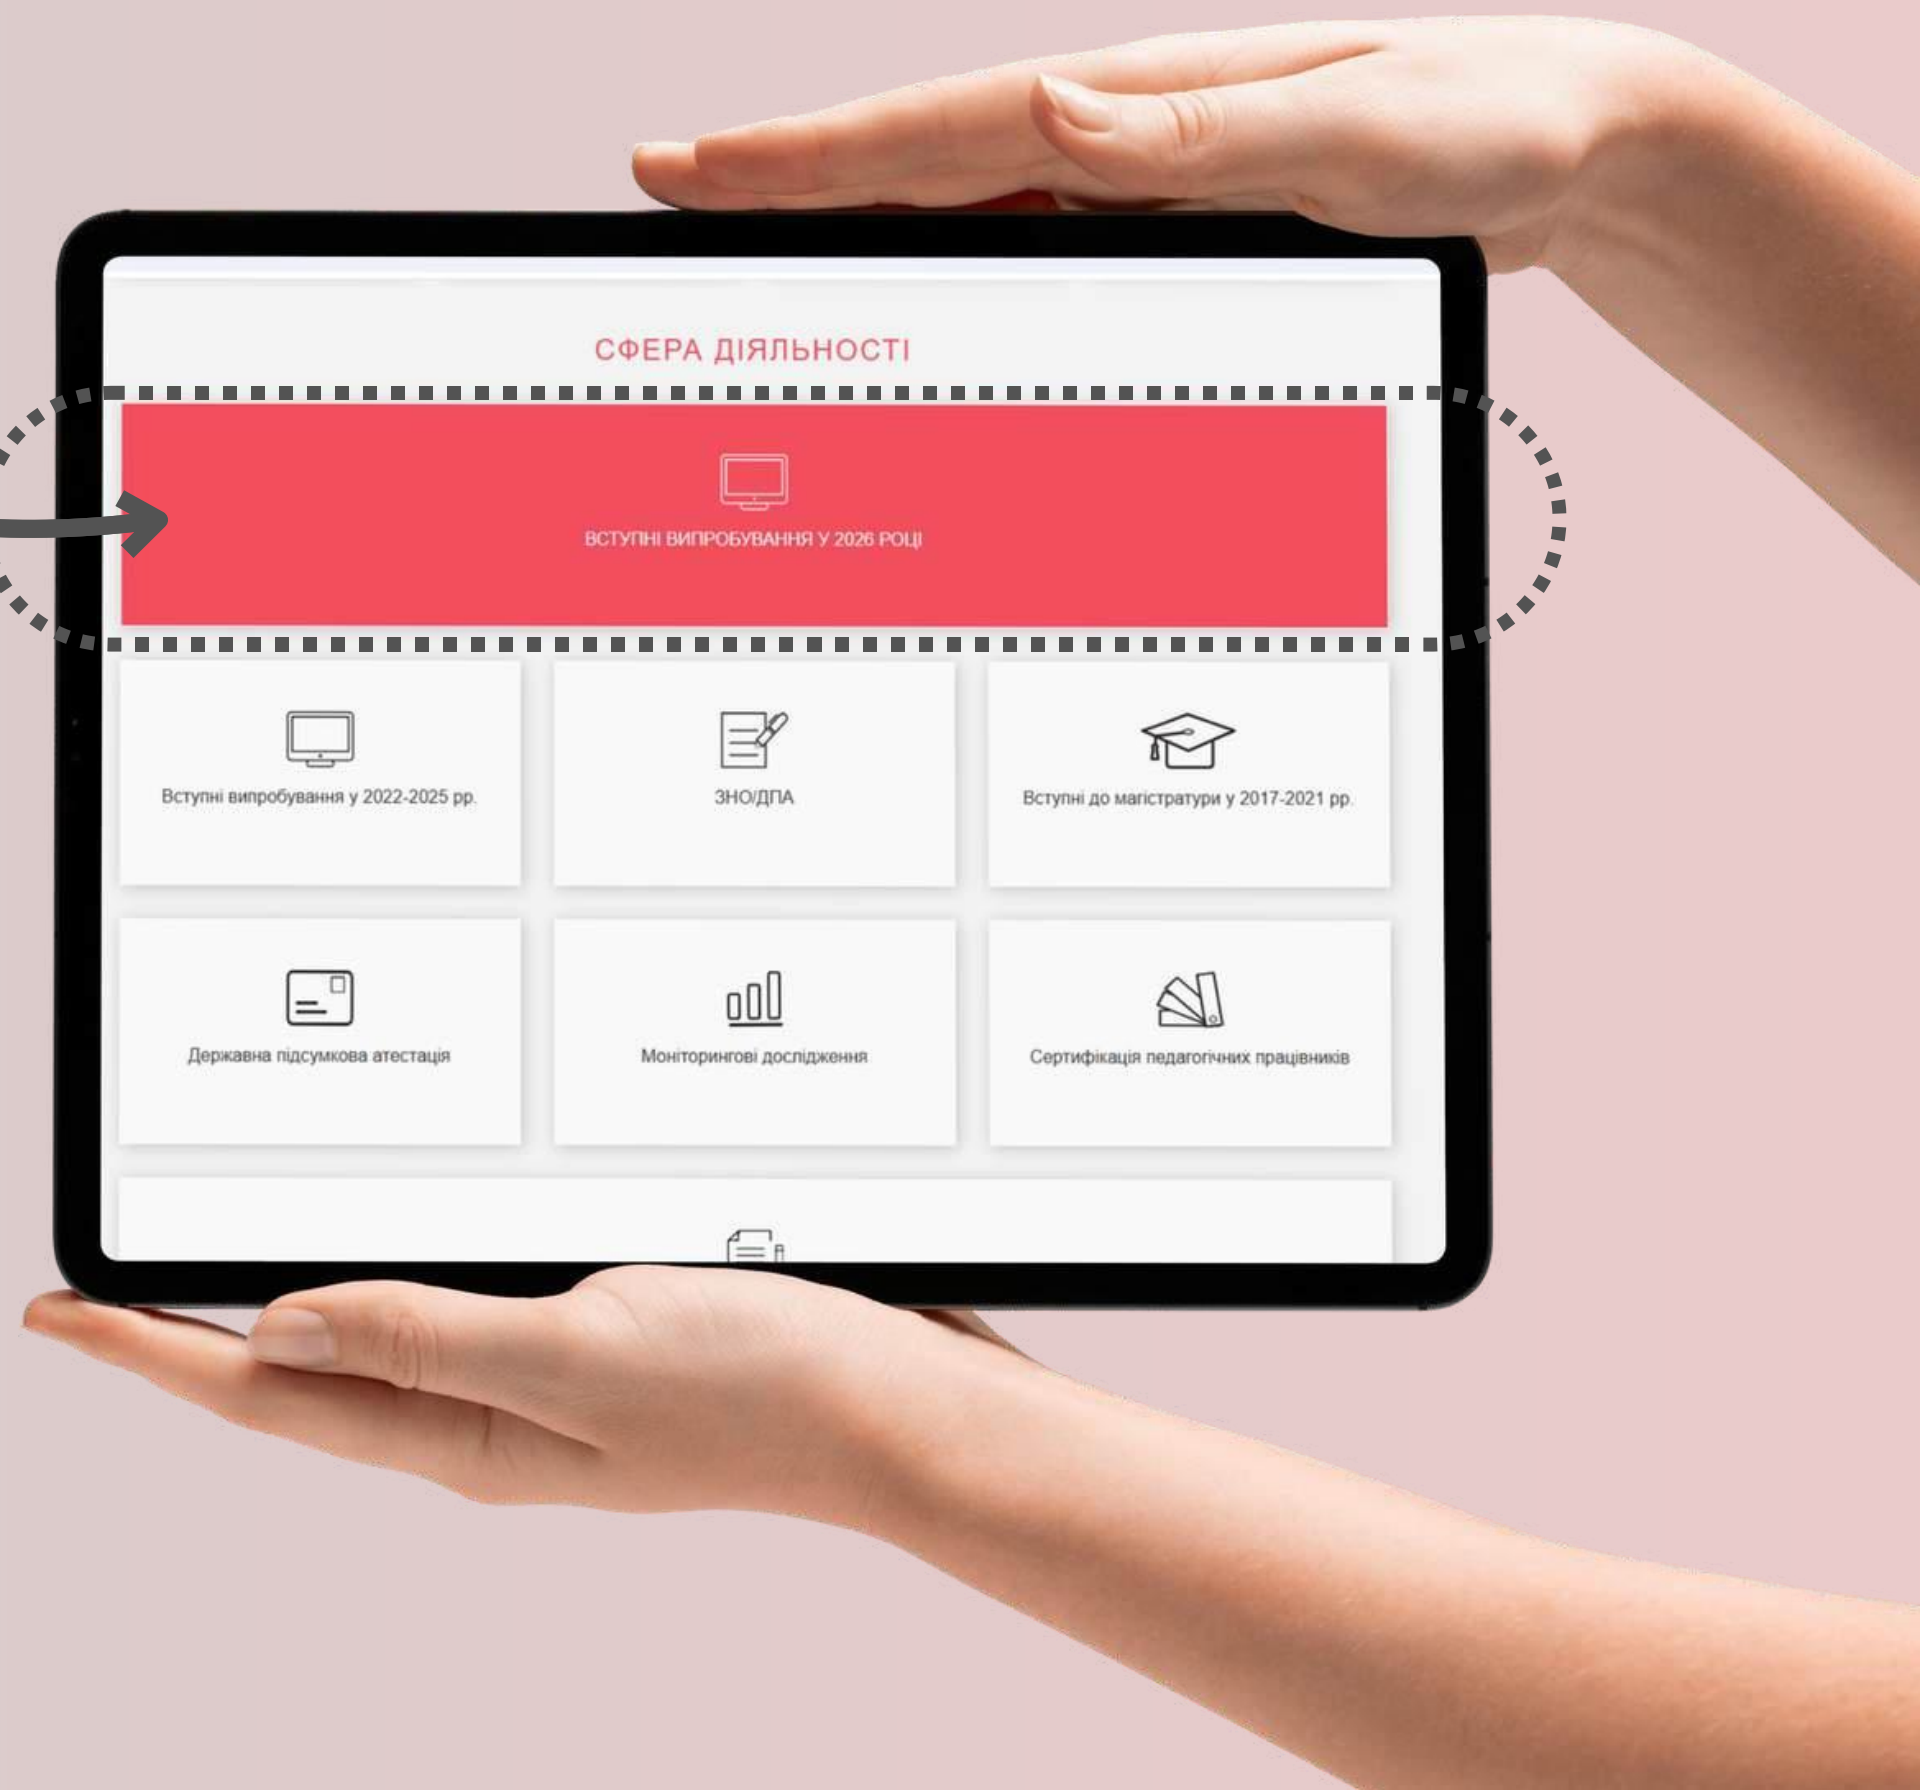 СФЕРА ДІЯЛЬНОСТІ
ВСТУПНІ ВИПРОБУВАННЯ У 2026 РОЦІ
Вступні випробування у 2022-2025 рр.
ЗНО/ДПА
Вступні до магістратури у 2017-2021 рр.
Державна підсумкова атестація
Моніторингові дослідження
Сертифікація педагогічних працівників